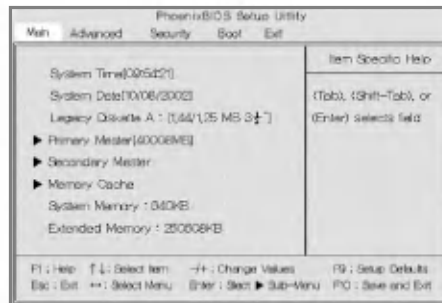 PhoenixBIOS Setup Utility
Main Advanced Security Boot Exit
Item Specific Help
System Time[09:54:21]
System Date[10/08/2002]
(Tab), (Shift-Tab), or
Legacy Diskette A : [1,44/1,25 MB 3½"]
(Enter) selects field
▶ Primary Master[40008MB]
▶ Secondary Master
▶ Memory Cache
System Memory : 640KB
Extended Memory :
F1 : Help ↑↓ : Select Item -/+ : Change Values F9 : Setup Defaults
Esc : Exit ↔ : Select Menu Enter : Select ▶ Sub-Menu F10 : Save and Exit